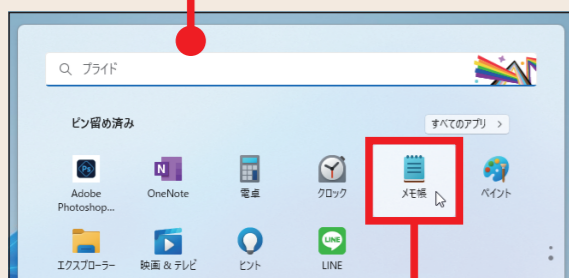 プライド
ピン留め済み
すべてのアプリ >
Ps
N
Adobe
Photoshop...
OneNote
電卓
クロック
メモ帳
ペイント
LINE
エクスプローラー
映画 & テレビ
ヒント
LINE